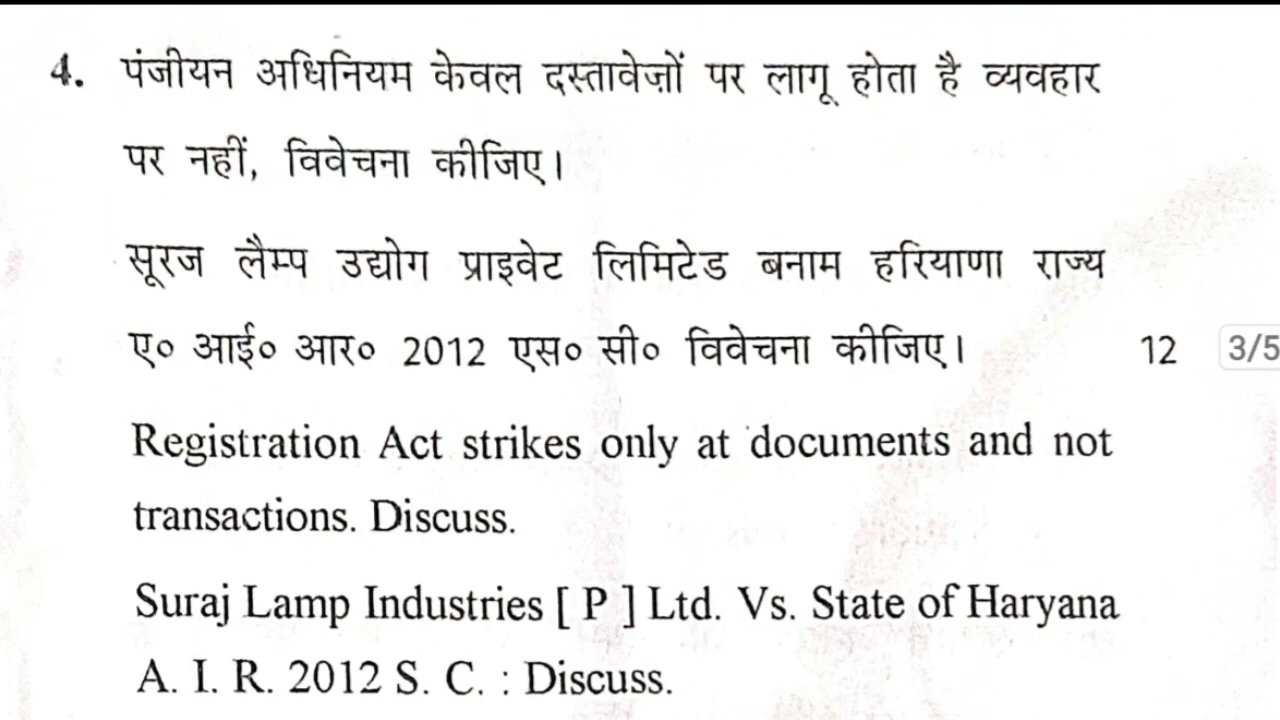 4. पंजीयन अधिनियम केवल दस्तावेज़ों पर लागू होता है व्यवहार
पर नहीं, विवेचना कीजिए।
सूरज लैम्प उद्योग प्राइवेट लिमिटेड बनाम हरियाणा राज्य
ए० आई० आर० 2012 एस० सी० विवेचना कीजिए। 12 3/5
Registration Act strikes only at documents and not
transactions. Discuss.
Suraj Lamp Industries [ P ] Ltd. Vs. State of Haryana
A. I. R. 2012 S. C. : Discuss.